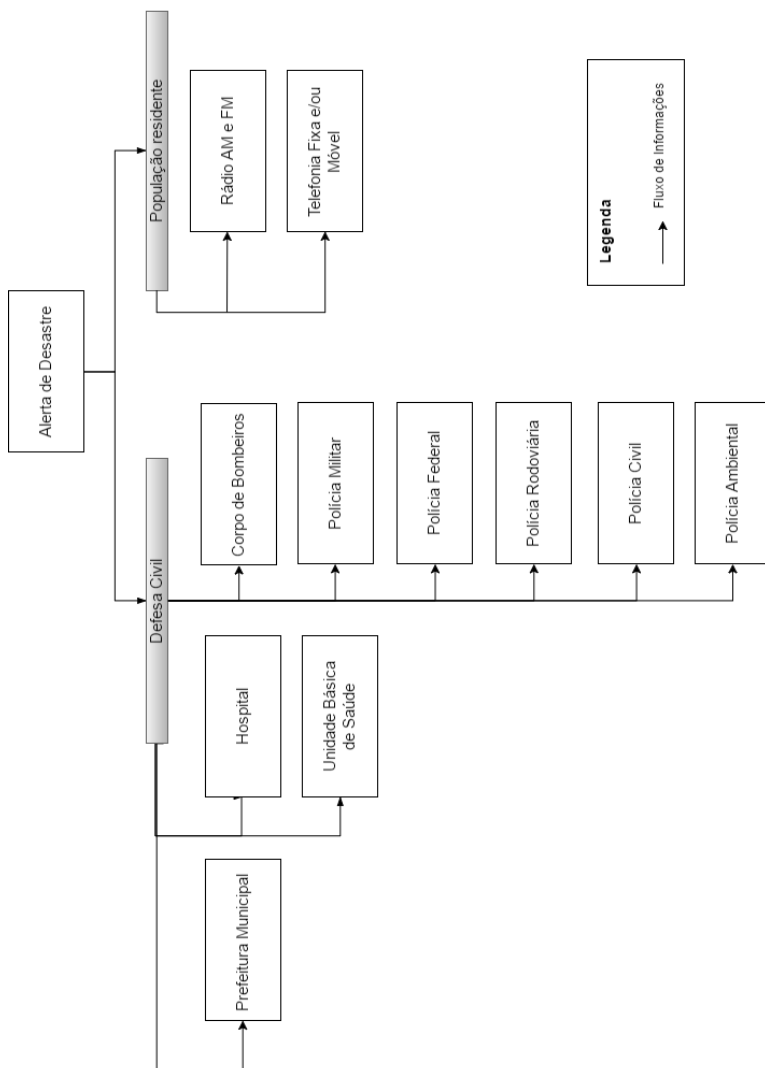 Alerta de Desastre
Defesa Civil
População residente
Prefeitura Municipal
Hospital
Unidade Básica
de Saúde
Corpo de Bombeiros
Polícia Militar
Polícia Federal
Polícia Rodoviária
Polícia Civil
Polícia Ambiental
Rádio AM e FM
Telefonia Fixa e/ou
Móvel
Legenda
Fluxo de Informações